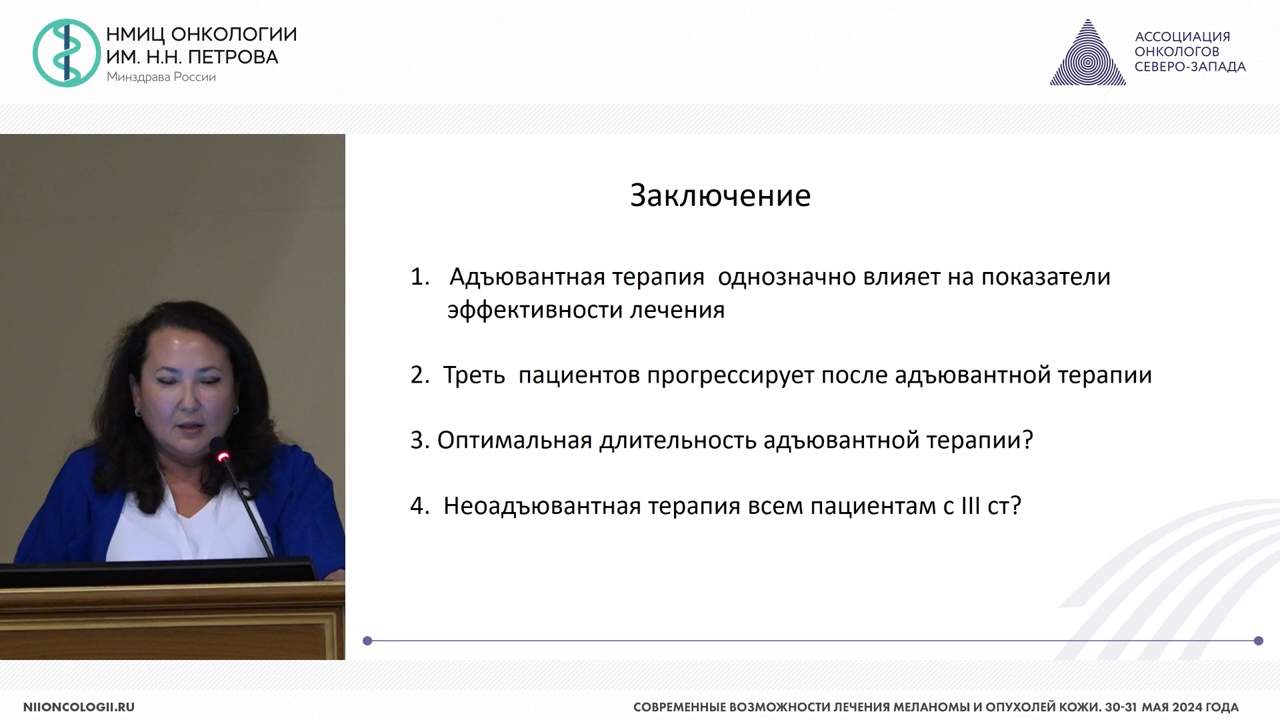 НМИЦ ОНКОЛОГИИ
ИМ. Н.Н. ПЕТРОВА
Минздрава России
АССОЦИАЦИЯ
ОНКОЛОГОВ
СЕВЕРО-ЗАПАДА
Заключение
1. Адъювантная терапия однозначно влияет на показатели
эффективности лечения
2. Треть пациентов прогрессирует после адъювантной терапии
3. Оптимальная длительность адъювантной терапии?
4. Неоадъювантная терапия всем пациентам с III ст?
NIIONCOLOGII.RU
СОВРЕМЕННЫЕ ВОЗМОЖНОСТИ ЛЕЧЕНИЯ МЕЛАНОМЫ И ОПУХОЛЕЙ КОЖИ. 30-31 МАЯ 2024 ГОДА